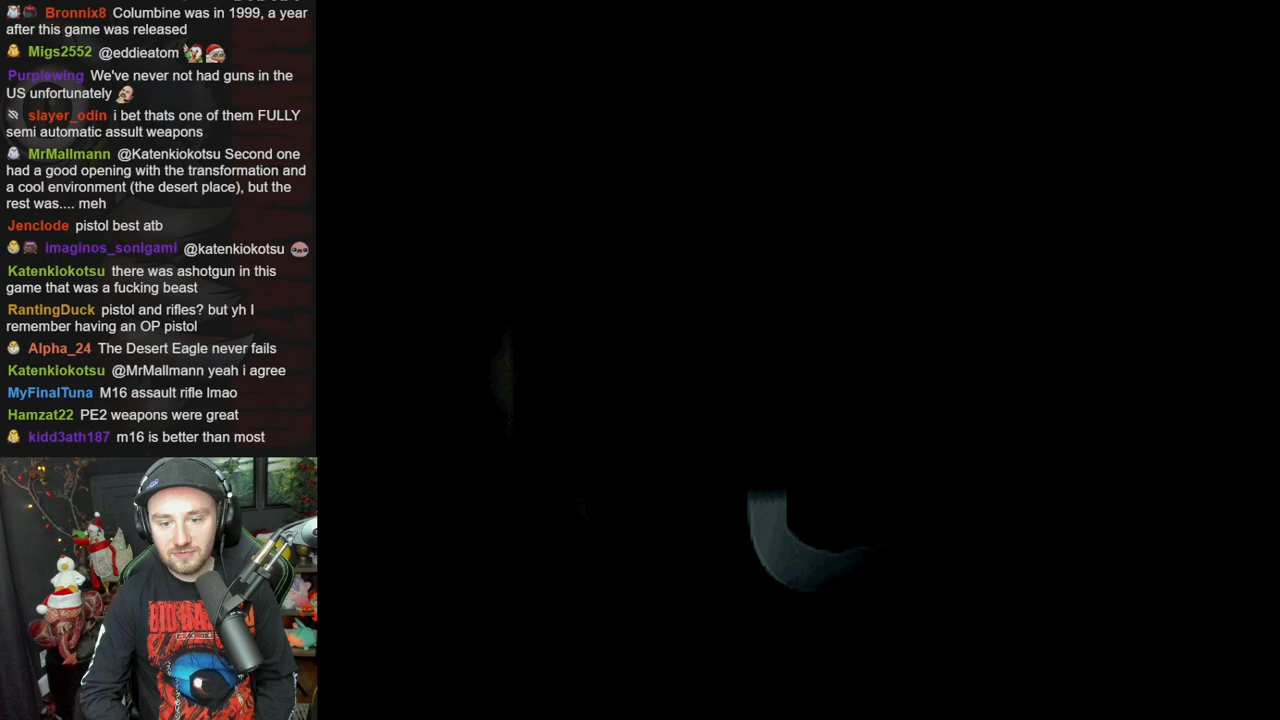 Bronnix8 Columbine was in 1999, a year
after this game was released
Migs2552 @eddieatom
Purplewing We've never not had guns in the
US unfortunately
slayer_odin i bet thats one of them FULLY
semi automatic assult weapons
MrMallmann @Katenkiokotsu Second one
had a good opening with the transformation and
a cool environment (the desert place), but the
rest was.... meh
Jenclode pistol best atb
imaginos_sonigami @katenkiokotsu
Katenkiokotsu there was ashotgun in this
game that was a fucking beast
RantingDuck pistol and rifles? but yh I
remember having an OP pistol
Alpha_24 The Desert Eagle never fails
Katenkiokotsu @MrMallmann yeah i agree
MyFinalTuna M16 assault rifle lmao
Hamzat22 PE2 weapons were great
kidd3ath187 m16 is better than most